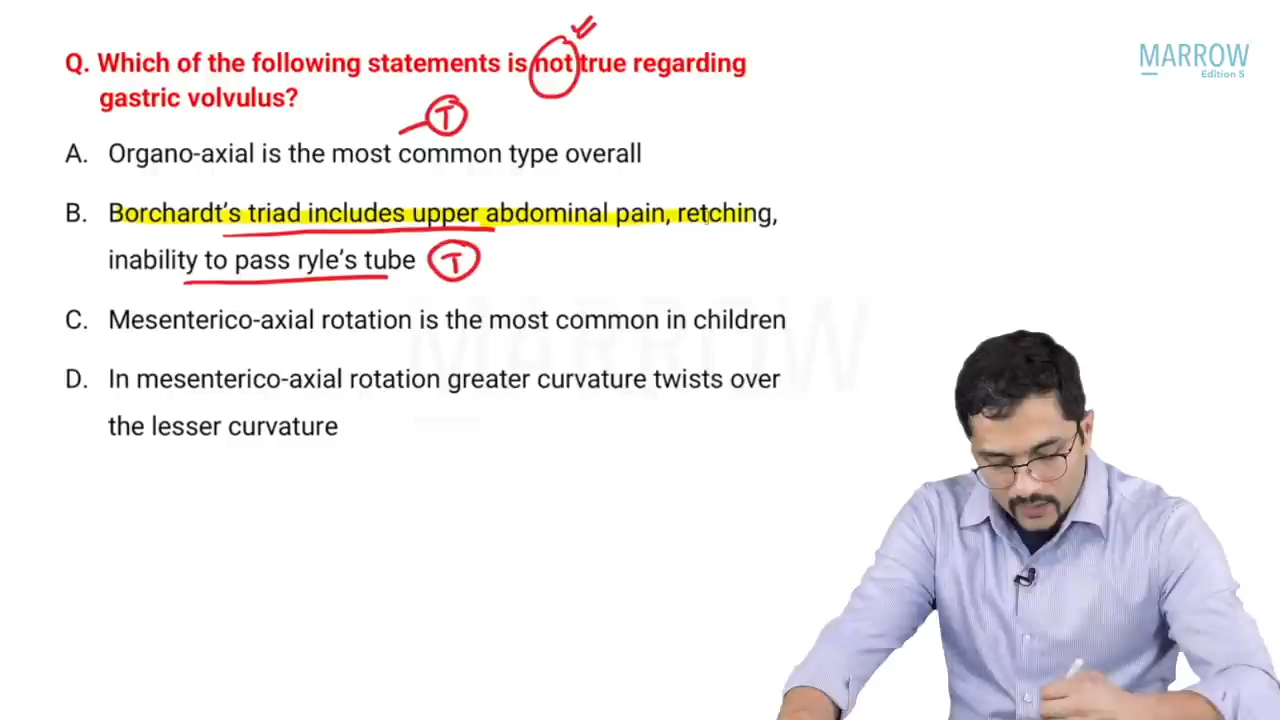 Q. Which of the following statements is not true regarding
gastric volvulus?
MARROW
Edition 5
T
A. Organo-axial is the most common type overall
B. Borchardt's triad includes upper abdominal pain, retching,
inability to pass ryle's tube T
C. Mesenterico-axial rotation is the most common in children
MARROW
D. In mesenterico-axial rotation greater curvature twists over
the lesser curvature